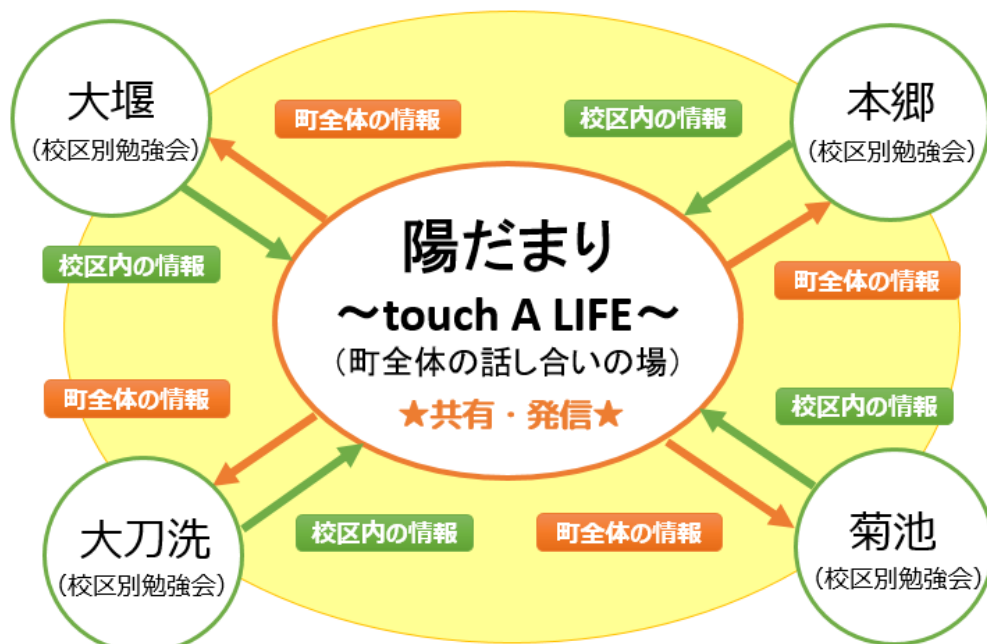 大堰
（校区別勉強会）
町全体の情報
校区内の情報
本郷
（校区別勉強会）
校区内の情報
町全体の情報
陽だまり
～touch A LIFE～
（町全体の話し合いの場）
★共有・発信★
町全体の情報
大刀洗
（校区別勉強会）
校区内の情報
町全体の情報
校区内の情報
菊池
（校区別勉強会）